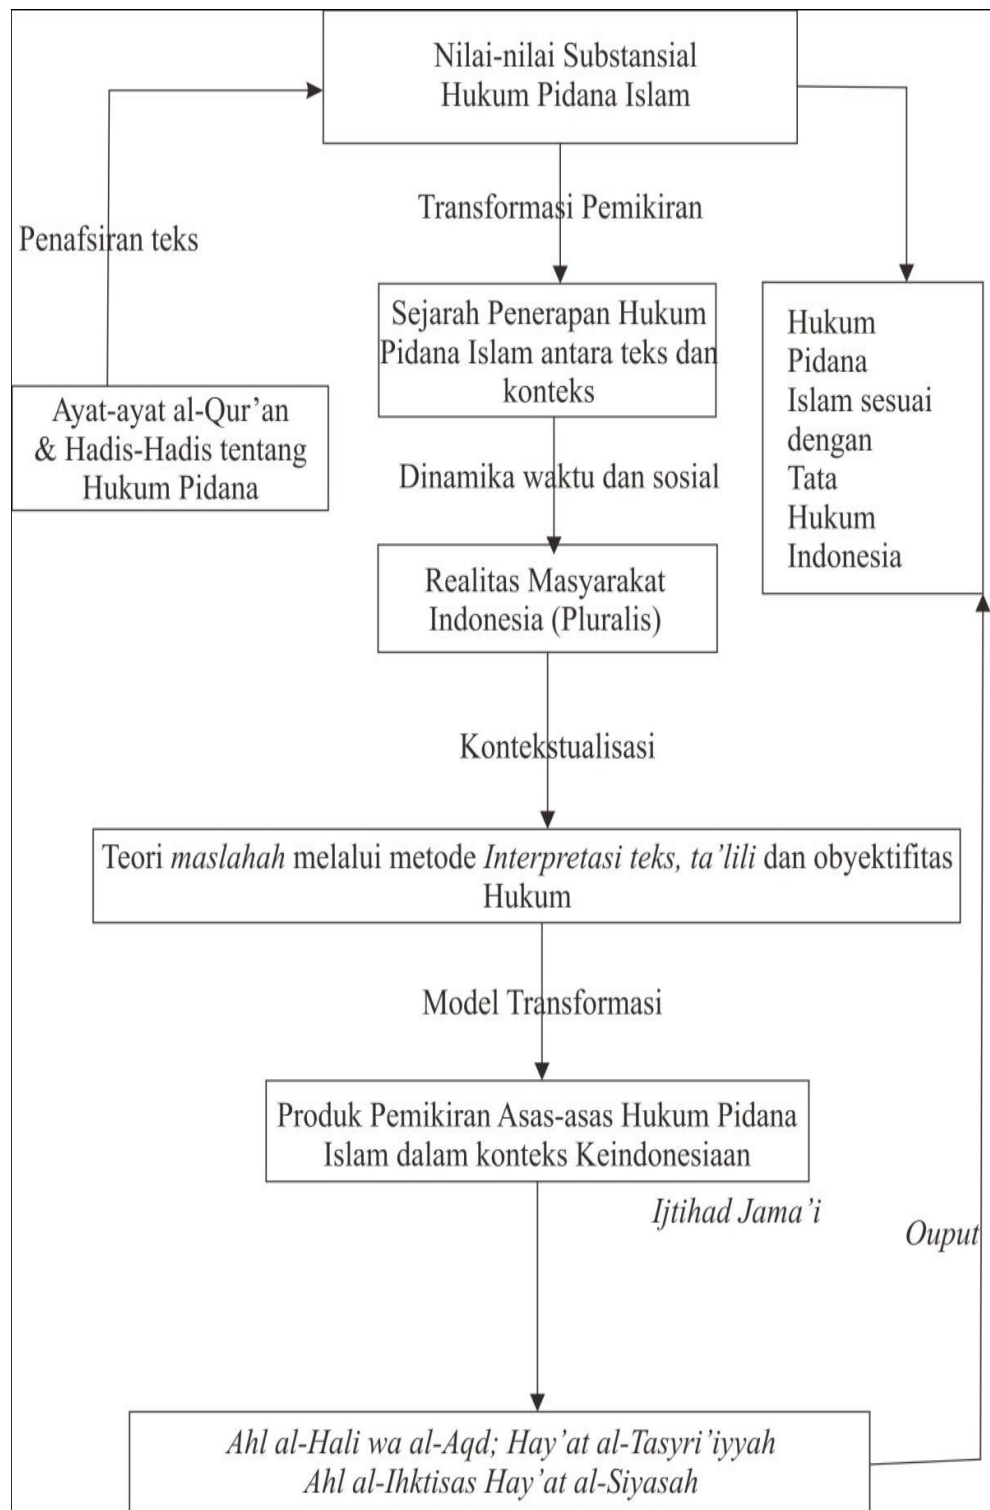 Nilai-nilai Substansial
Hukum Pidana Islam
Transformasi Pemikiran
Penafsiran teks
Sejarah Penerapan Hukum
Pidana Islam antara teks dan
konteks
Hukum
Pidana
Islam sesuai
dengan
Tata
Hukum
Indonesia
Ayat-ayat al-Qur’an
& Hadis-Hadis tentang
Hukum Pidana
Dinamika waktu dan sosial
Realitas Masyarakat
Indonesia (Pluralis)
Kontekstualisasi
Teori maslahah melalui metode Interpretasi teks, ta’lili dan obyektifitas
Hukum
Model Transformasi
Produk Pemikiran Asas-asas Hukum Pidana
Islam dalam konteks Keindonesiaan
Ijtihad Jama’i
Ouput
Ahl al-Hali wa al-Aqd; Hay’at al-Tasyri’iyyah
Ahl al-Ihktisas Hay’at al-Siyasah